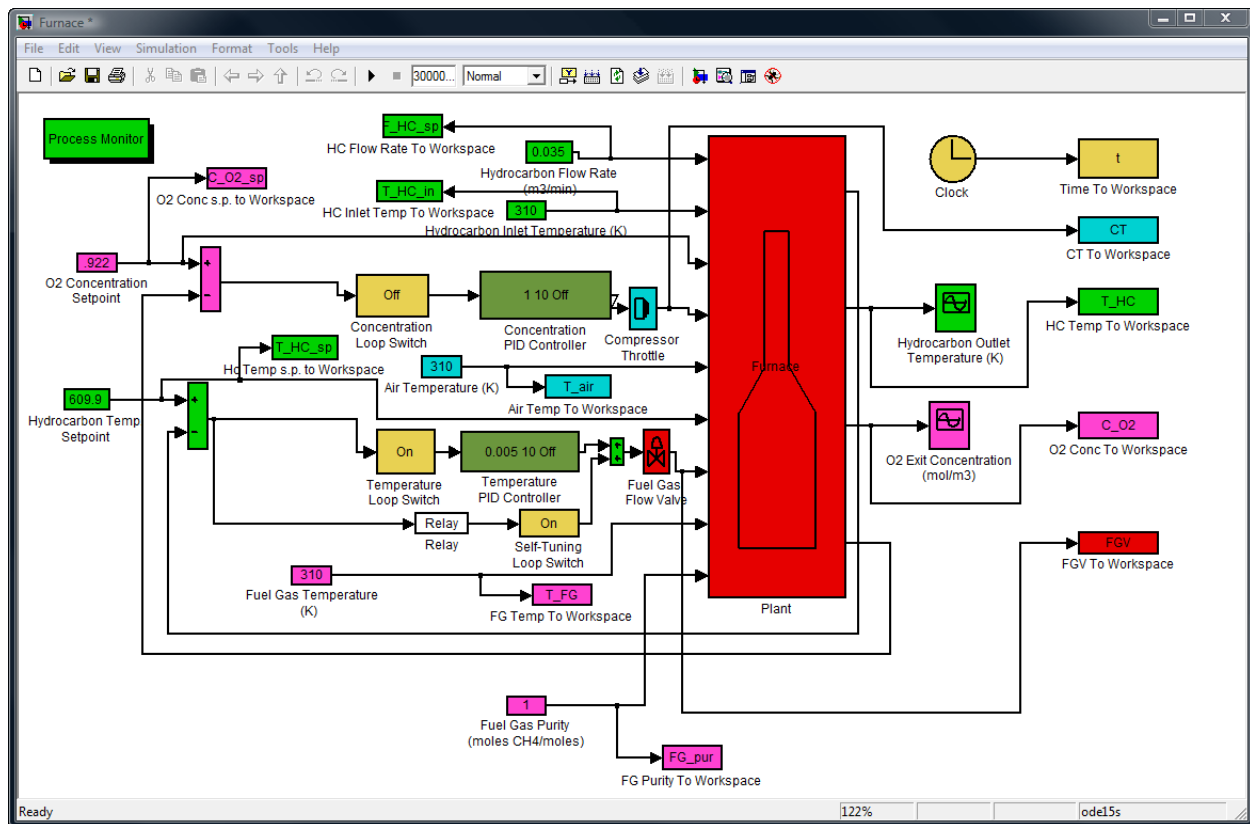 Furnace *
File Edit View Simulation Format Tools Help
30000... Normal
Process Monitor
F_HC_sp
HC Flow Rate To Workspace
0.035
Hydrocarbon Flow Rate
(m3/min)
C_O2_sp
O2 Conc s.p. to Workspace
T_HC_in
HC Inlet Temp To Workspace
310
Hydrocarbon Inlet Temperature (K)
Clock
t
Time To Workspace
CT
CT To Workspace
.922
O2 Concentration
Setpoint
+
−
Off
Concentration
Loop Switch
1 10 Off
Concentration
PID Controller
Compressor
Throttle
Hydrocarbon Outlet
Temperature (K)
T_HC
HC Temp To Workspace
T_HC_sp
Hc Temp s.p. to Workspace
310
Air Temperature (K)
T_air
Air Temp To Workspace
Furnace
609.9
Hydrocarbon Temp
Setpoint
+
−
On
Temperature
Loop Switch
0.005 10 Off
Temperature
PID Controller
+
+
Fuel Gas
Flow Valve
O2 Exit Concentration
(mol/m3)
C_O2
O2 Conc To Workspace
Relay
Relay
On
Self-Tuning
Loop Switch
310
Fuel Gas Temperature
(K)
T_FG
FG Temp To Workspace
Plant
FGV
FGV To Workspace
1
Fuel Gas Purity
(moles CH4/moles)
FG_pur
FG Purity To Workspace
Ready 122% ode15s